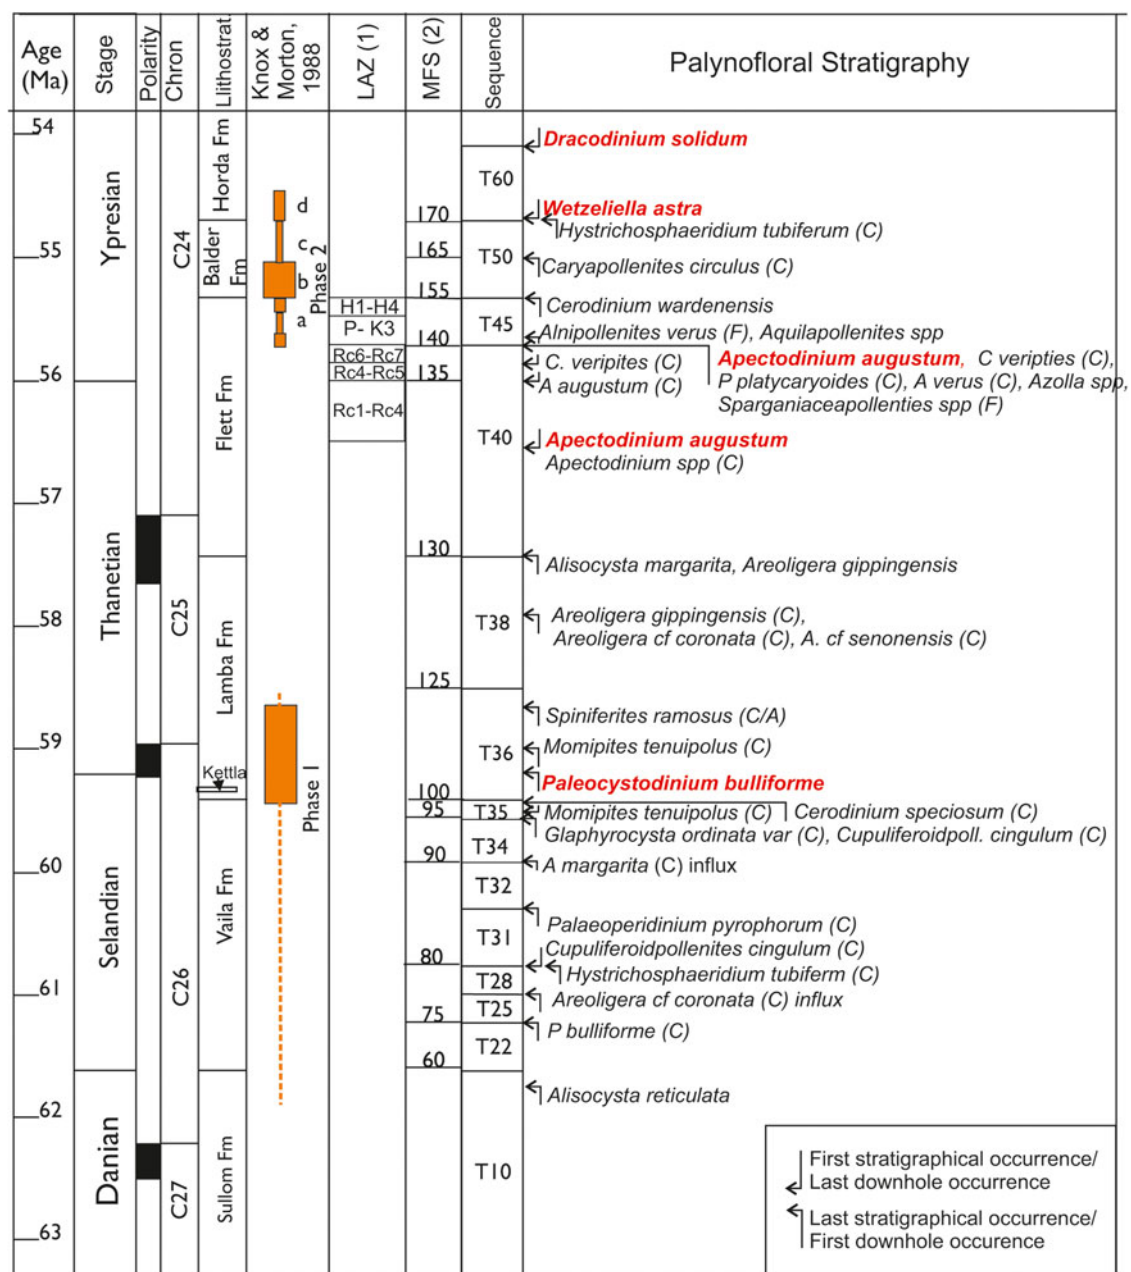 Age
(Ma)
Stage
Polarity
Chron
Llithostrat.
Knox &
Morton,
1988
LAZ (1)
MFS (2)
Sequence
Palynofloral Stratigraphy
54
55
56
57
58
59
60
61
62
63
Ypresian
Thanetian
Selandian
Danian
C24
C25
C26
C27
Horda Fm
Balder
Fm
Flett Fm
Lamba Fm
Kettla
Vaila Fm
Sullom Fm
d
c
b
a
Phase 2
Phase 1
H1-H4
P- K3
Rc6-Rc7
Rc4-Rc5
Rc1-Rc4
170
165
155
140
135
130
125
100
95
90
80
75
60
T60
T50
T45
T40
T38
T36
T35
T34
T32
T31
T28
T25
T22
T10
Dracodinium solidum
Wetzeliella astra
Hystrichosphaeridium tubiferum (C)
Caryapollenites circulus (C)
Cerodinium wardenensis
Alnipollenites verus (F), Aquilapollenites spp
Apectodinium augustum, C veripties (C),
P platycaryoides (C), A verus (C), Azolla spp,
Sparganiaceapollenties spp (F)
C. veripites (C)
A augustum (C)
Apectodinium augustum
Apectodinium spp (C)
Alisocysta margarita, Areoligera gippingensis
Areoligera gippingensis (C),
Areoligera cf coronata (C), A. cf senonensis (C)
Spiniferites ramosus (C/A)
Momipites tenuipolus (C)
Paleocystodinium bulliforme
Momipites tenuipolus (C)
Cerodinium speciosum (C)
Glaphyrocysta ordinata var (C), Cupuliferoidpoll. cingulum (C)
A margarita (C) influx
Palaeoperidinium pyrophorum (C)
Cupuliferoidpollenites cingulum (C)
Hystrichosphaeridium tubiferm (C)
Areoligera cf coronata (C) influx
P bulliforme (C)
Alisocysta reticulata
First stratigraphical occurrence/
Last downhole occurrence
Last stratigraphical occurrence/
First downhole occurence